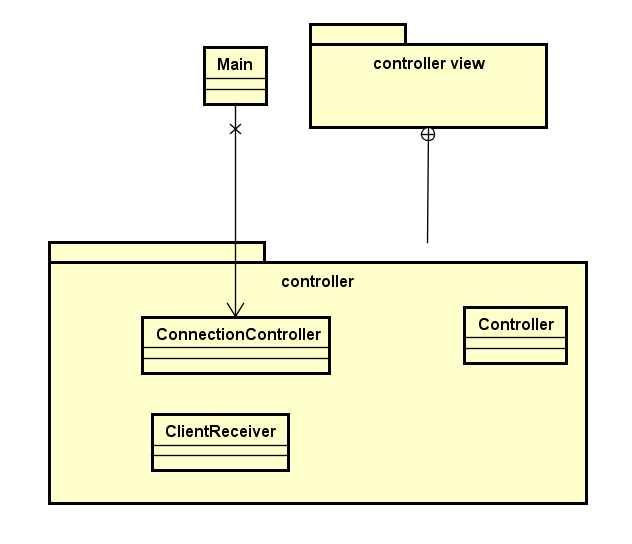 Main
controller view
controller
ConnectionController
Controller
ClientReceiver